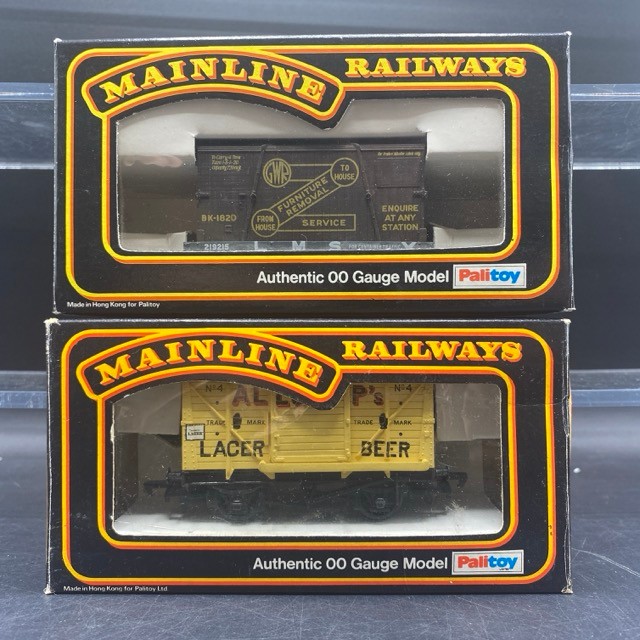 MAINLINE RAILWAYS
GWR
TO HOUSE
FURNITURE REMOVAL
FROM HOUSE
SERVICE
BK-1820
ENQUIRE
AT ANY
STATION
219215
L M S
Authentic 00 Gauge Model Palitoy
Made in Hong Kong for Palitoy
MAINLINE RAILWAYS
No 4
No 4
P's
TRADE MARK
TRADE MARK
LAGER BEER
Authentic 00 Gauge Model Palitoy
Made in Hong Kong for Palitoy Ltd.